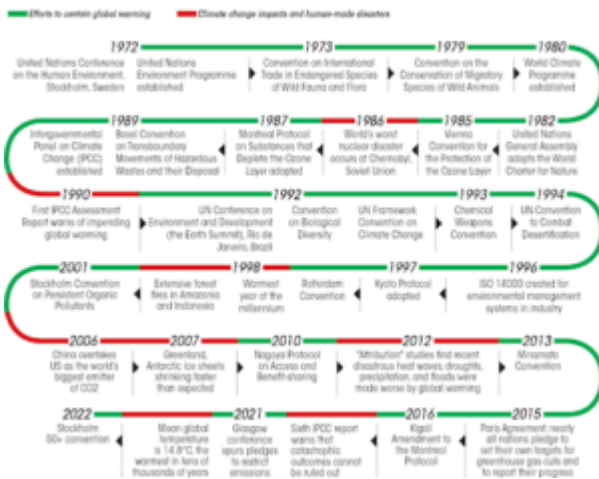 Efforts to contain global warming
Climate change impacts and human-made disasters
1972
United Nations Conference
on the Human Environment,
Stockholm, Sweden
United Nations
Environment Programme
established
1973
Convention on International
Trade in Endangered Species
of Wild Fauna and Flora
1979
Convention on the
Conservation of Migratory
Species of Wild Animals
1980
World Climate
Programme
established
1989
Intergovernmental
Panel on Climate
Change (IPCC)
established
Basel Convention
on Transboundary
Movements of Hazardous
Wastes and their Disposal
1987
Montreal Protocol
on Substances that
Deplete the Ozone
Layer adopted
1986
World's worst
nuclear disaster
occurs at Chernobyl,
Soviet Union
1985
Vienna
Convention for
the Protection of
the Ozone Layer
1982
United Nations
General Assembly
adopts the World
Charter for Nature
1990
First IPCC Assessment
Report warns of impending
global warming
1992
UN Conference on
Environment and Development
(the Earth Summit), Rio de
Janeiro, Brazil
Convention
on Biological
Diversity
UN Framework
Convention on
Climate Change
1993
Chemical
Weapons
Convention
1994
UN Convention
to Combat
Desertification
2001
Stockholm Convention
on Persistent Organic
Pollutants
1998
Extensive forest
fires in Amazonia
and Indonesia
Warmest
year of the
millennium
Rotterdam
Convention
1997
Kyoto Protocol
adopted
1996
ISO 14000 created for
environmental management
systems in industry
2006
China overtakes
US as the world's
biggest emitter
of CO2
2007
Greenland,
Antarctic ice sheets
shrinking faster
than expected
2010
Nagoya Protocol
on Access and
Benefit-sharing
2012
"Attribution" studies find recent
disastrous heat waves, droughts,
precipitation, and floods were
made worse by global warming
2013
Minamata
Convention
2022
Stockholm
50+ convention
Mean global
temperature
is 14.8°C, the
warmest in tens of
thousands of years
2021
Glasgow
conference
spurs pledges
to restrict
emissions
Sixth IPCC report
warns that
catastrophic
outcomes cannot
be ruled out
2016
Kigali
Amendment to
the Montreal
Protocol
2015
Paris Agreement: nearly
all nations pledge to
set their own targets for
greenhouse gas cuts and
to report their progress